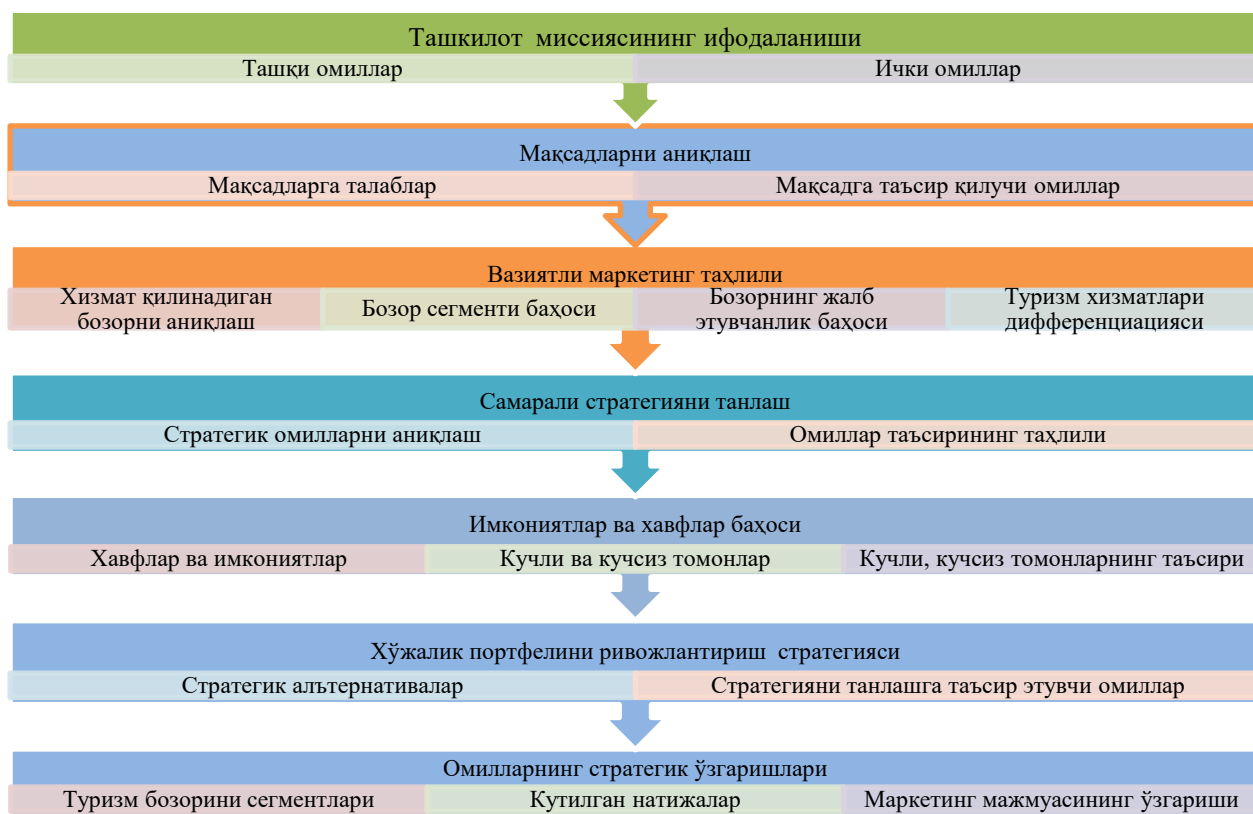 Ташкилот миссиясининг ифодаланиши
Ташқи омиллар
Ички омиллар
Мақсадларни аниқлаш
Мақсадларга талаблар
Мақсадга таъсир қилучи омиллар
Вазиятли маркетинг таҳлили
Хизмат қилинадиган
бозорни аниқлаш
Бозор сегменти баҳоси
Бозорнинг жалб
этувчанлик баҳоси
Туризм хизматлари
дифференциацияси
Самарали стратегияни танлаш
Стратегик омилларни аниқлаш
Омиллар таъсирининг таҳлили
Имкониятлар ва хавфлар баҳоси
Хавфлар ва имкониятлар
Кучли ва кучсиз томонлар
Кучли, кучсиз томонларнинг таъсири
Хўжалик портфелини ривожлантириш стратегияси
Стратегик алътернативалар
Стратегияни танлашга таъсир этувчи омиллар
Омилларнинг стратегик ўзгаришлари
Туризм бозорини сегментлари
Кутилган натижалар
Маркетинг мажмуасининг ўзгариши